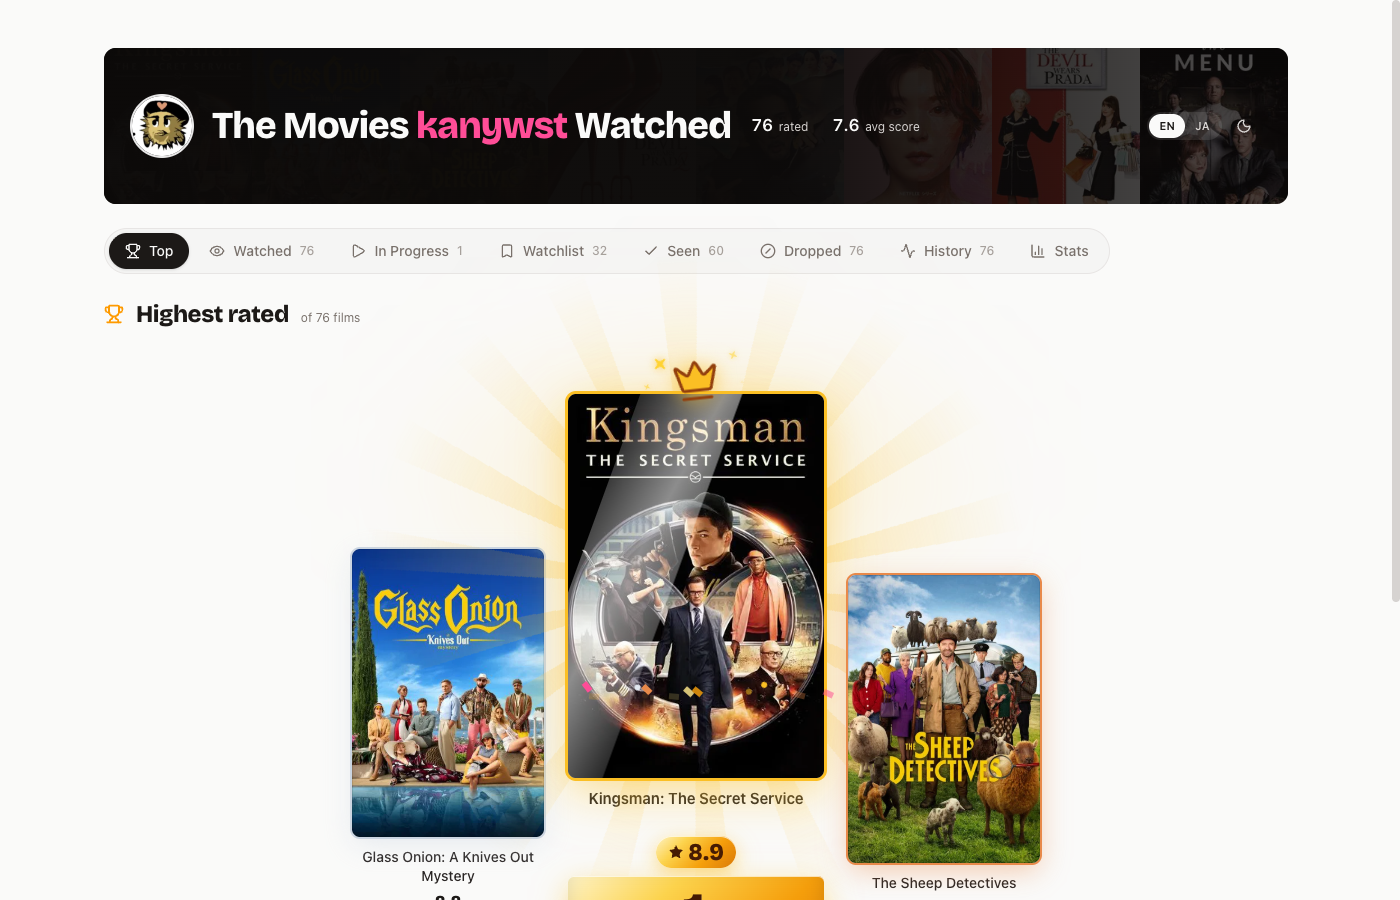 The Movies kanywst Watched
76 rated
7.6 avg score
THE DEVIL WEARS PRADA
MENU
EN
JA
Top
Watched 76
In Progress 1
Watchlist 32
Seen 60
Dropped 76
History 76
Stats
Highest rated
of 76 films
Kingsman
THE SECRET SERVICE
Glass Onion
Knives Out
THE SHEEP
DETECTIVES
Kingsman: The Secret Service
Glass Onion: A Knives Out
Mystery
8.9
The Sheep Detectives